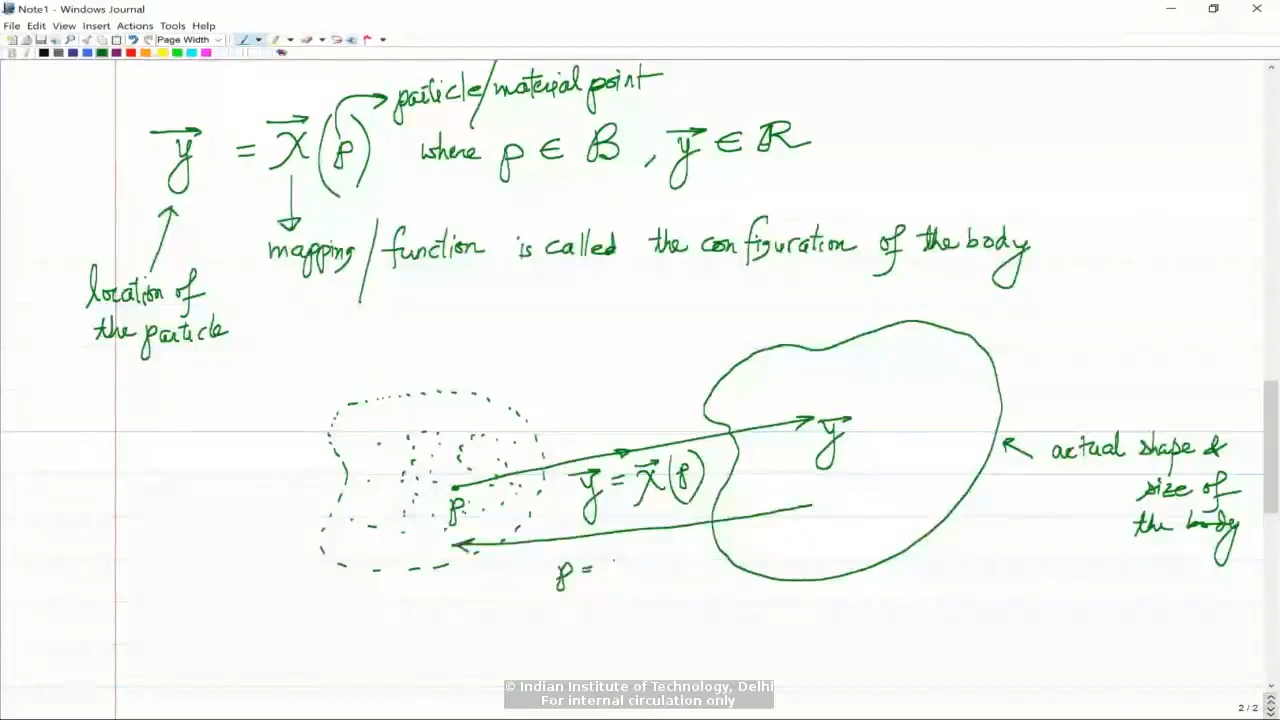 Note1 - Windows Journal
File Edit View Insert Actions Tools Help
Page Width
particle/material point
y⃗ = χ⃗(p) where p ∈ B, y⃗ ∈ R
mapping/function is called the configuration of the body
location of
the particle
y⃗
p
y⃗ = χ⃗(p)
actual shape &
size of
the body
p =
© Indian Institute of Technology, Delhi
For internal circulation only
2 / 2